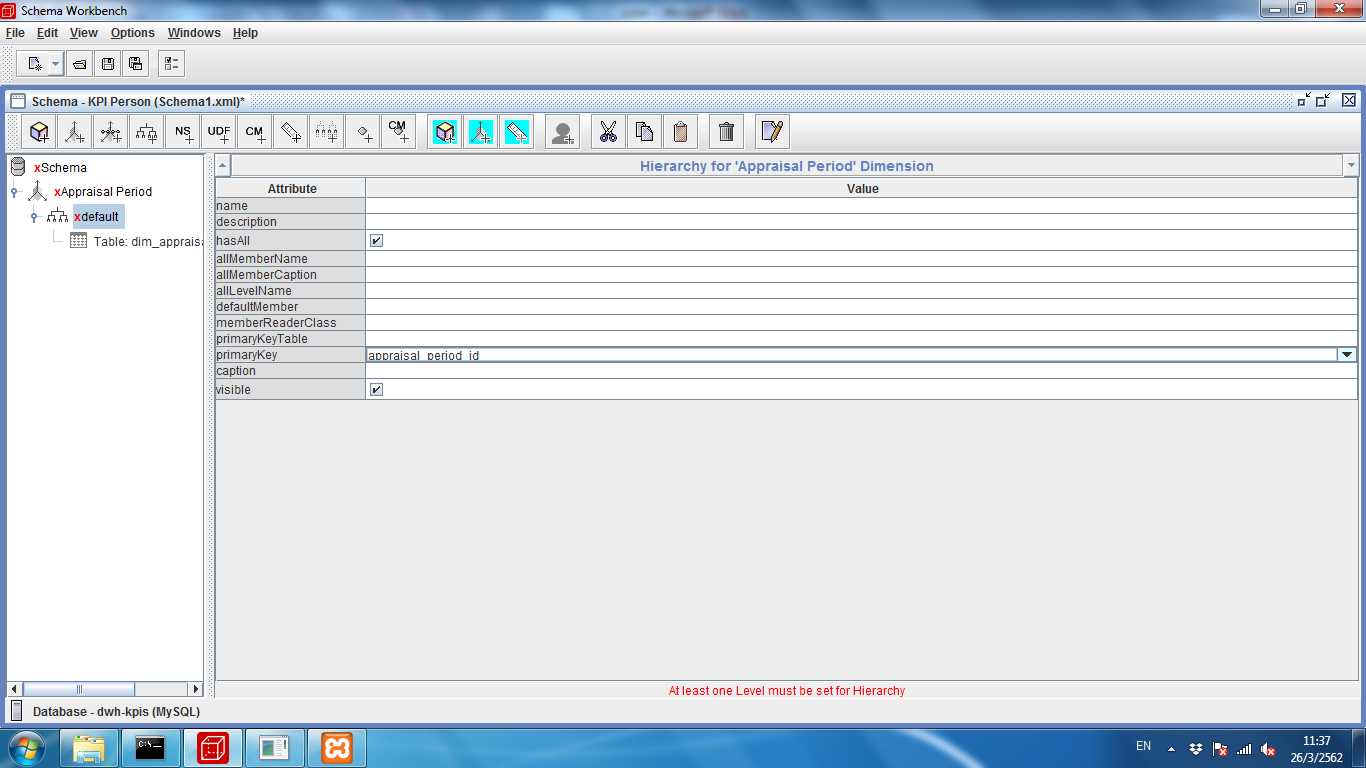 Schema Workbench
File Edit View Options Windows Help
Schema - KPI Person (Schema1.xml)*
NS UDF CM CM
xSchema
xAppraisal Period
xdefault
Table: dim_apprais
Hierarchy for 'Appraisal Period' Dimension
Attribute Value
name
description
hasAll
allMemberName
allMemberCaption
allLevelName
defaultMember
memberReaderClass
primaryKeyTable
primaryKey appraisal_period_id
caption
visible
At least one Level must be set for Hierarchy
Database - dwh-kpis (MySQL)
C:\
EN
11:37
26/3/2562